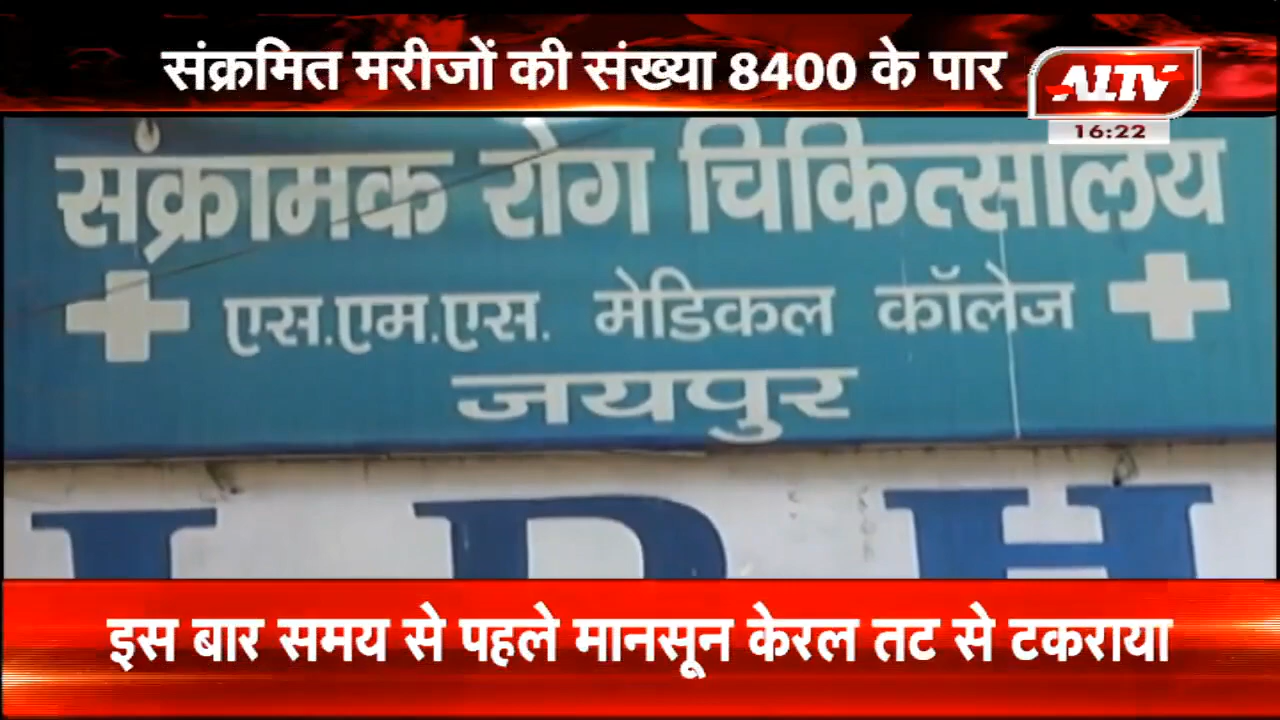 संक्रमित मरीजों की संख्या 8400 के पार
ALTV
16:22
संक्रामक रोग चिकित्सालय
एस.एम.एस. मेडिकल कॉलेज
जयपुर
I D H
इस बार समय से पहले मानसून केरल तट से टकराया